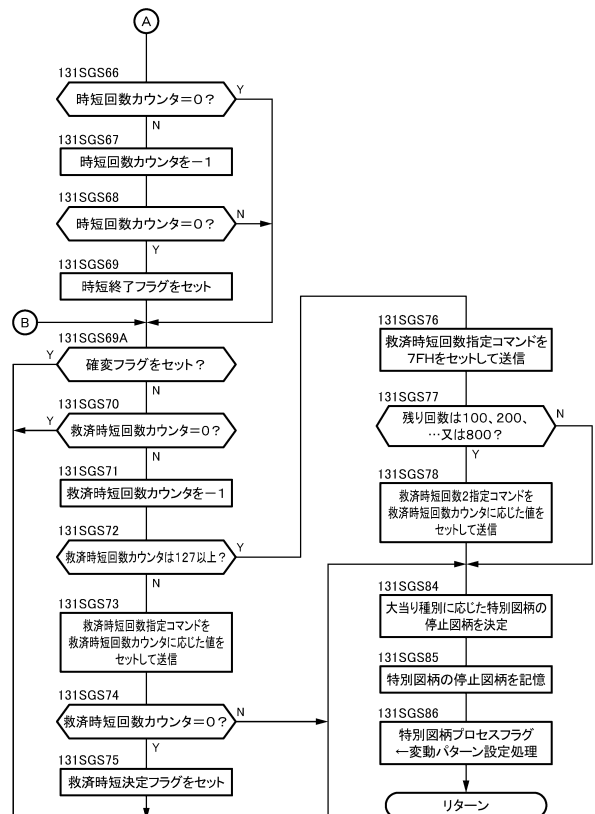 A
131SGS66
時短回数カウンタ＝0？
Y
N
131SGS67
時短回数カウンタを－1
131SGS68
時短回数カウンタ＝0？
N
Y
131SGS69
時短終了フラグをセット
B
131SGS69A
Y
確変フラグをセット？
N
131SGS70
Y
救済時短回数カウンタ＝0？
N
131SGS71
救済時短回数カウンタを－1
131SGS72
救済時短回数カウンタは127以上？
Y
N
131SGS73
救済時短回数指定コマンドを
救済時短回数カウンタに応じた値を
セットして送信
131SGS74
救済時短回数カウンタ＝0？
N
Y
131SGS75
救済時短決定フラグをセット
131SGS76
救済時短回数指定コマンドを
7FHをセットして送信
131SGS77
残り回数は100、200、
…又は800？
N
Y
131SGS78
救済時短回数2指定コマンドを
救済時短回数カウンタに応じた値を
セットして送信
131SGS84
大当り種別に応じた特別図柄の
停止図柄を決定
131SGS85
特別図柄の停止図柄を記憶
131SGS86
特別図柄プロセスフラグ
←変動パターン設定処理
リターン